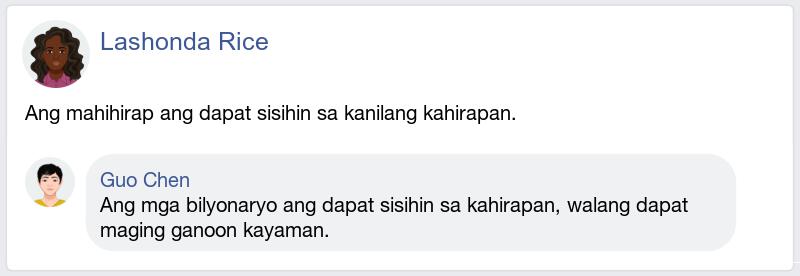 Lashonda Rice
Ang mahihirap ang dapat sisihin sa kanilang kahirapan.
Guo Chen
Ang mga bilyonaryo ang dapat sisihin sa kahirapan, walang dapat
maging ganoon kayaman.